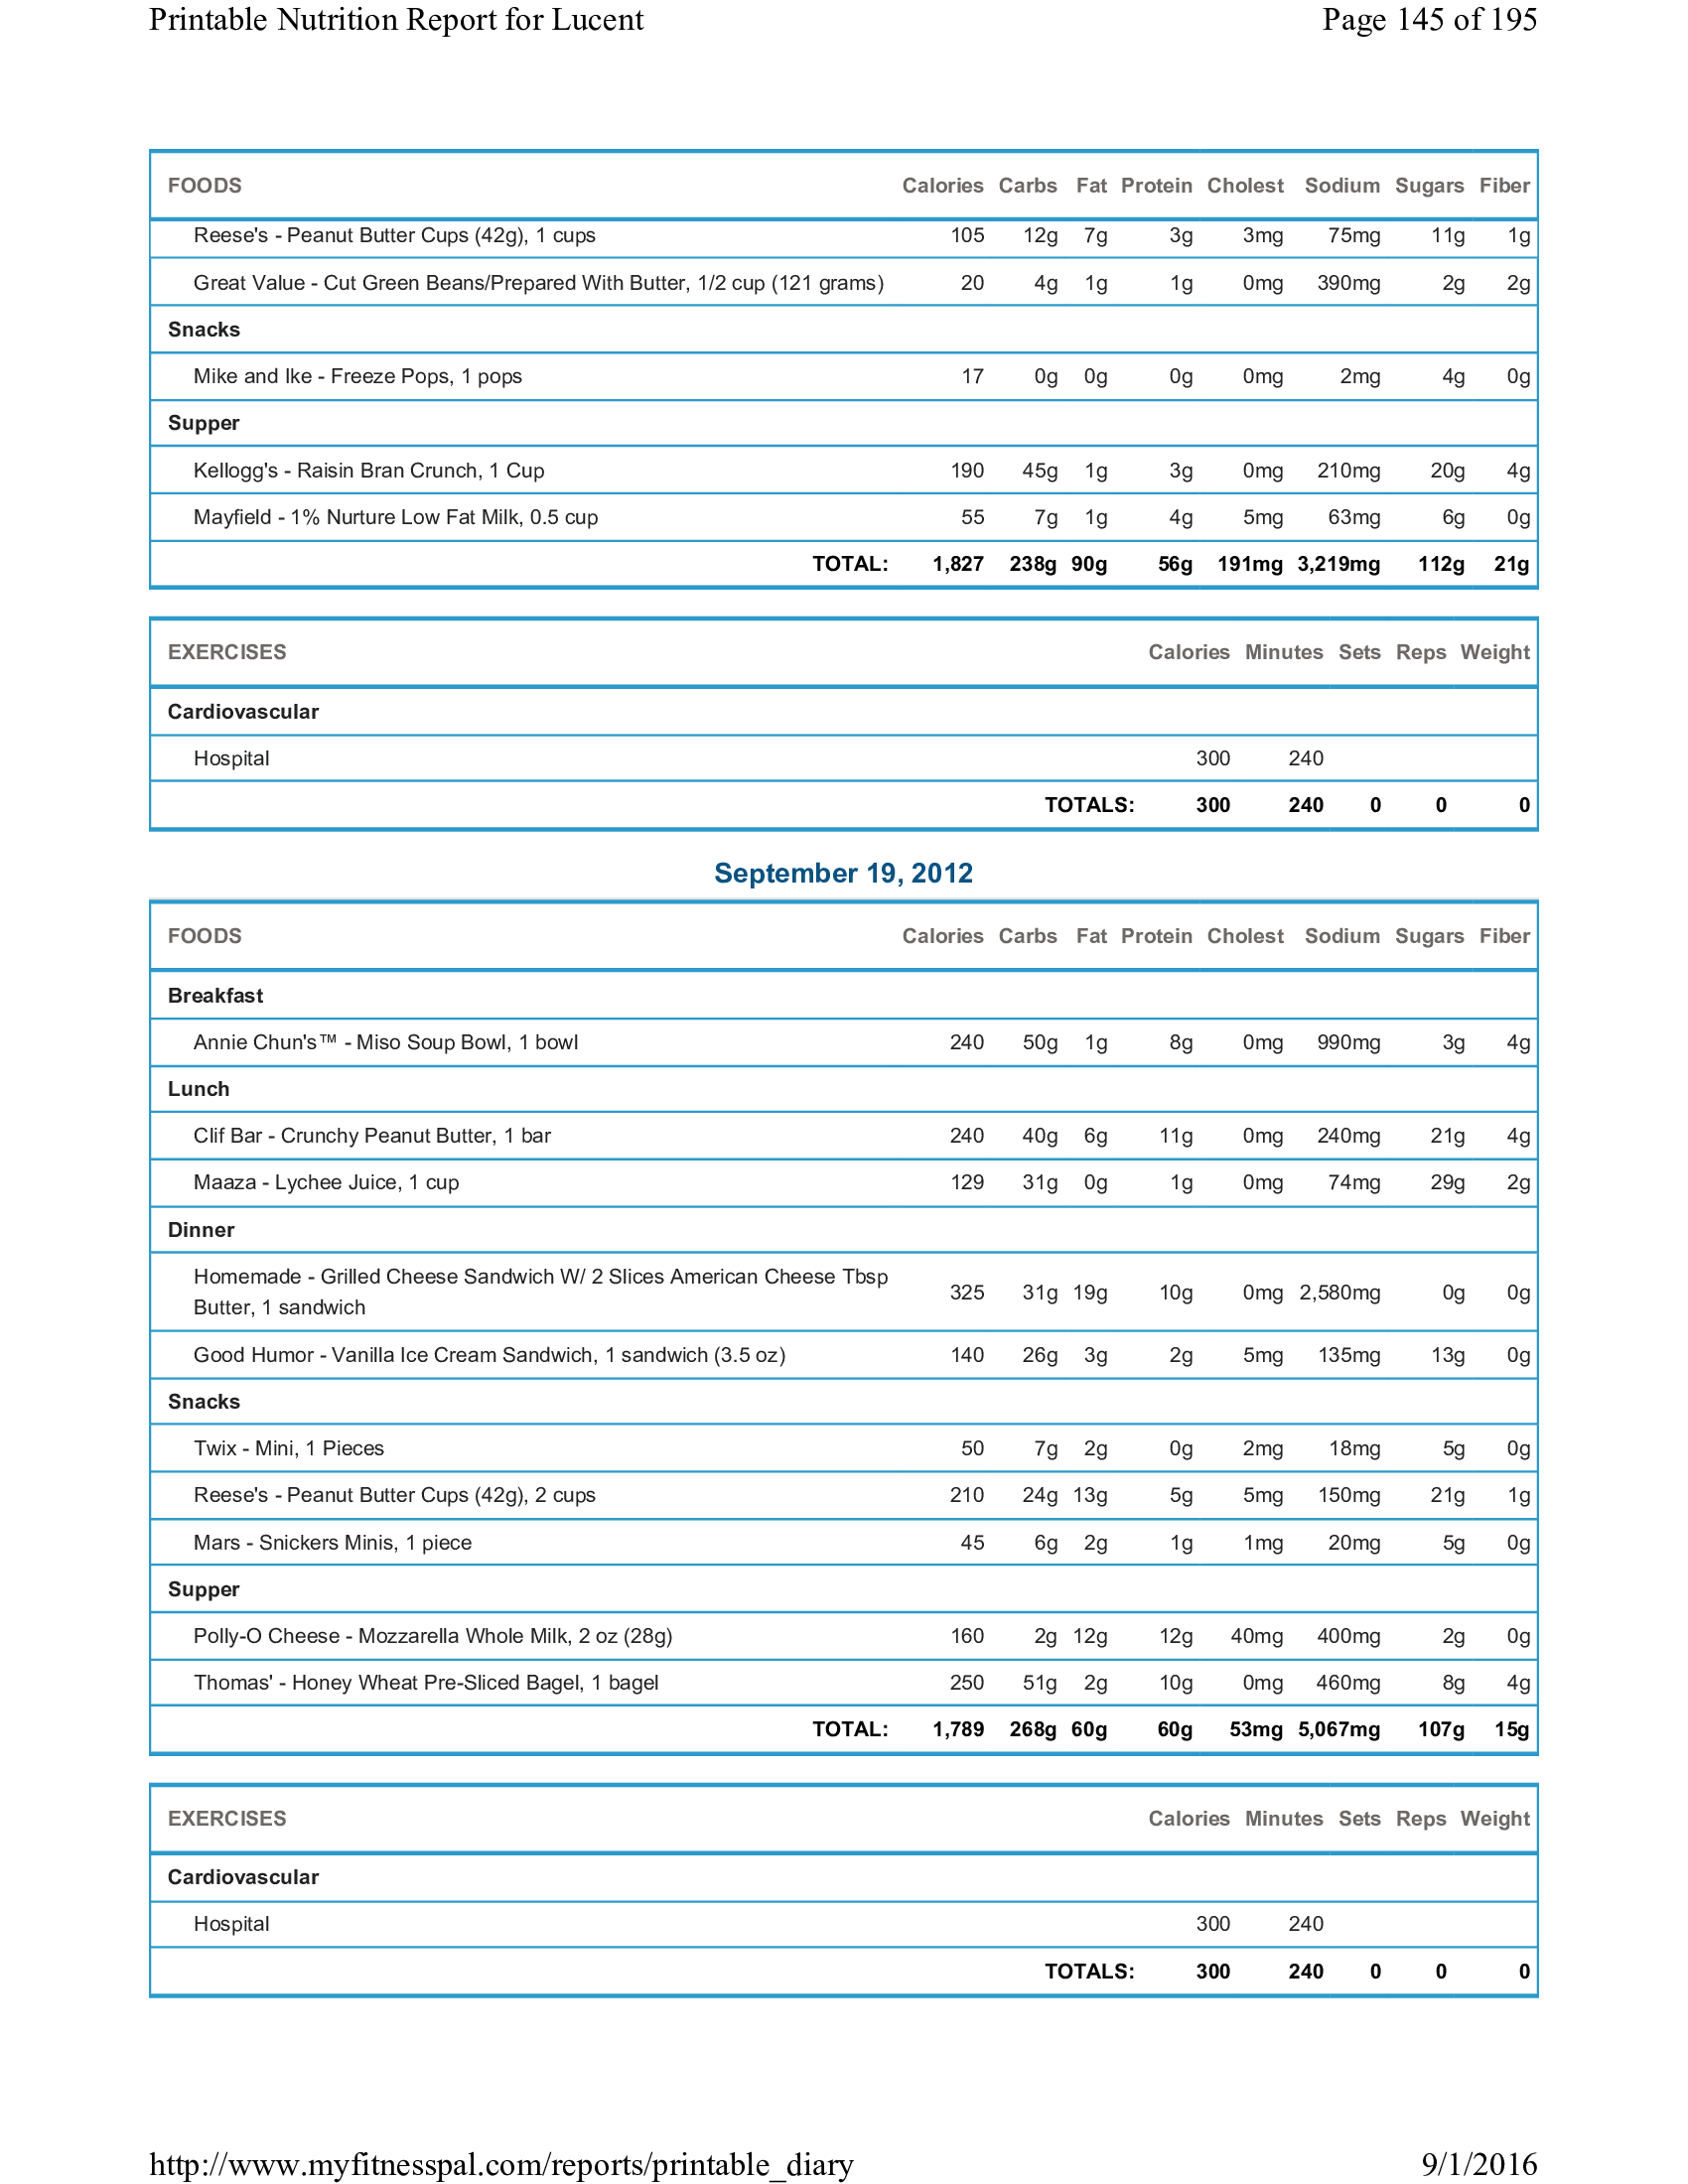 Printable Nutrition Report for Lucent Page 145 of 195
FOODS Calories Carbs Fat Protein Cholest Sodium Sugars Fiber
Reese's - Peanut Butter Cups (42g), 1 cups 105 12g 7g 3g 3mg 75mg 11g 1g
Great Value - Cut Green Beans/Prepared With Butter, 1/2 cup (121 grams) 20 4g 1g 1g 0mg 390mg 2g 2g
Snacks
Mike and Ike - Freeze Pops, 1 pops 17 0g 0g 0g 0mg 2mg 4g 0g
Supper
Kellogg's - Raisin Bran Crunch, 1 Cup 190 45g 1g 3g 0mg 210mg 20g 4g
Mayfield - 1% Nurture Low Fat Milk, 0.5 cup 55 7g 1g 4g 5mg 63mg 6g 0g
TOTAL: 1,827 238g 90g 56g 191mg 3,219mg 112g 21g
EXERCISES Calories Minutes Sets Reps Weight
Cardiovascular
Hospital 300 240
TOTALS: 300 240 0 0 0
September 19, 2012
FOODS Calories Carbs Fat Protein Cholest Sodium Sugars Fiber
Breakfast
Annie Chun's™ - Miso Soup Bowl, 1 bowl 240 50g 1g 8g 0mg 990mg 3g 4g
Lunch
Clif Bar - Crunchy Peanut Butter, 1 bar 240 40g 6g 11g 0mg 240mg 21g 4g
Maaza - Lychee Juice, 1 cup 129 31g 0g 1g 0mg 74mg 29g 2g
Dinner
Homemade - Grilled Cheese Sandwich W/ 2 Slices American Cheese Tbsp
Butter, 1 sandwich 325 31g 19g 10g 0mg 2,580mg 0g 0g
Good Humor - Vanilla Ice Cream Sandwich, 1 sandwich (3.5 oz) 140 26g 3g 2g 5mg 135mg 13g 0g
Snacks
Twix - Mini, 1 Pieces 50 7g 2g 0g 2mg 18mg 5g 0g
Reese's - Peanut Butter Cups (42g), 2 cups 210 24g 13g 5g 5mg 150mg 21g 1g
Mars - Snickers Minis, 1 piece 45 6g 2g 1g 1mg 20mg 5g 0g
Supper
Polly-O Cheese - Mozzarella Whole Milk, 2 oz (28g) 160 2g 12g 12g 40mg 400mg 2g 0g
Thomas' - Honey Wheat Pre-Sliced Bagel, 1 bagel 250 51g 2g 10g 0mg 460mg 8g 4g
TOTAL: 1,789 268g 60g 60g 53mg 5,067mg 107g 15g
EXERCISES Calories Minutes Sets Reps Weight
Cardiovascular
Hospital 300 240
TOTALS: 300 240 0 0 0
http://www.myfitnesspal.com/reports/printable_diary 9/1/2016